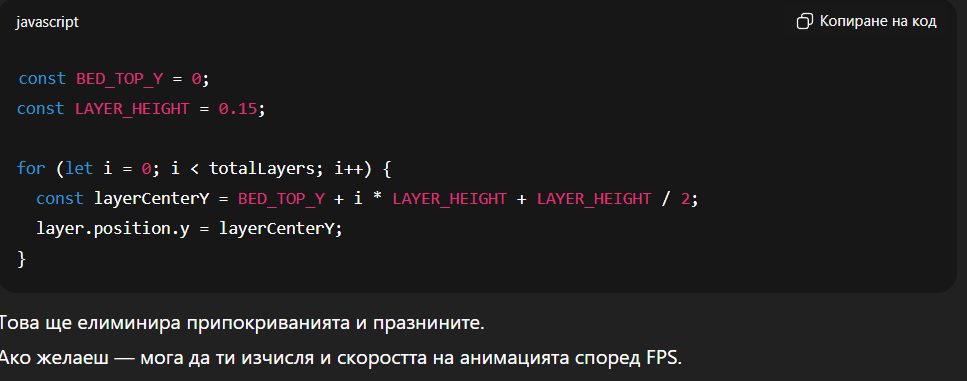 javascript
Копиране на код
const BED_TOP_Y = 0;
const LAYER_HEIGHT = 0.15;
for (let i = 0; i < totalLayers; i++) {
  const layerCenterY = BED_TOP_Y + i * LAYER_HEIGHT + LAYER_HEIGHT / 2;
  layer.position.y = layerCenterY;
}
Това ще елиминира припокриванията и празнините.
Ако желаеш — мога да ти изчисля и скоростта на анимацията според FPS.